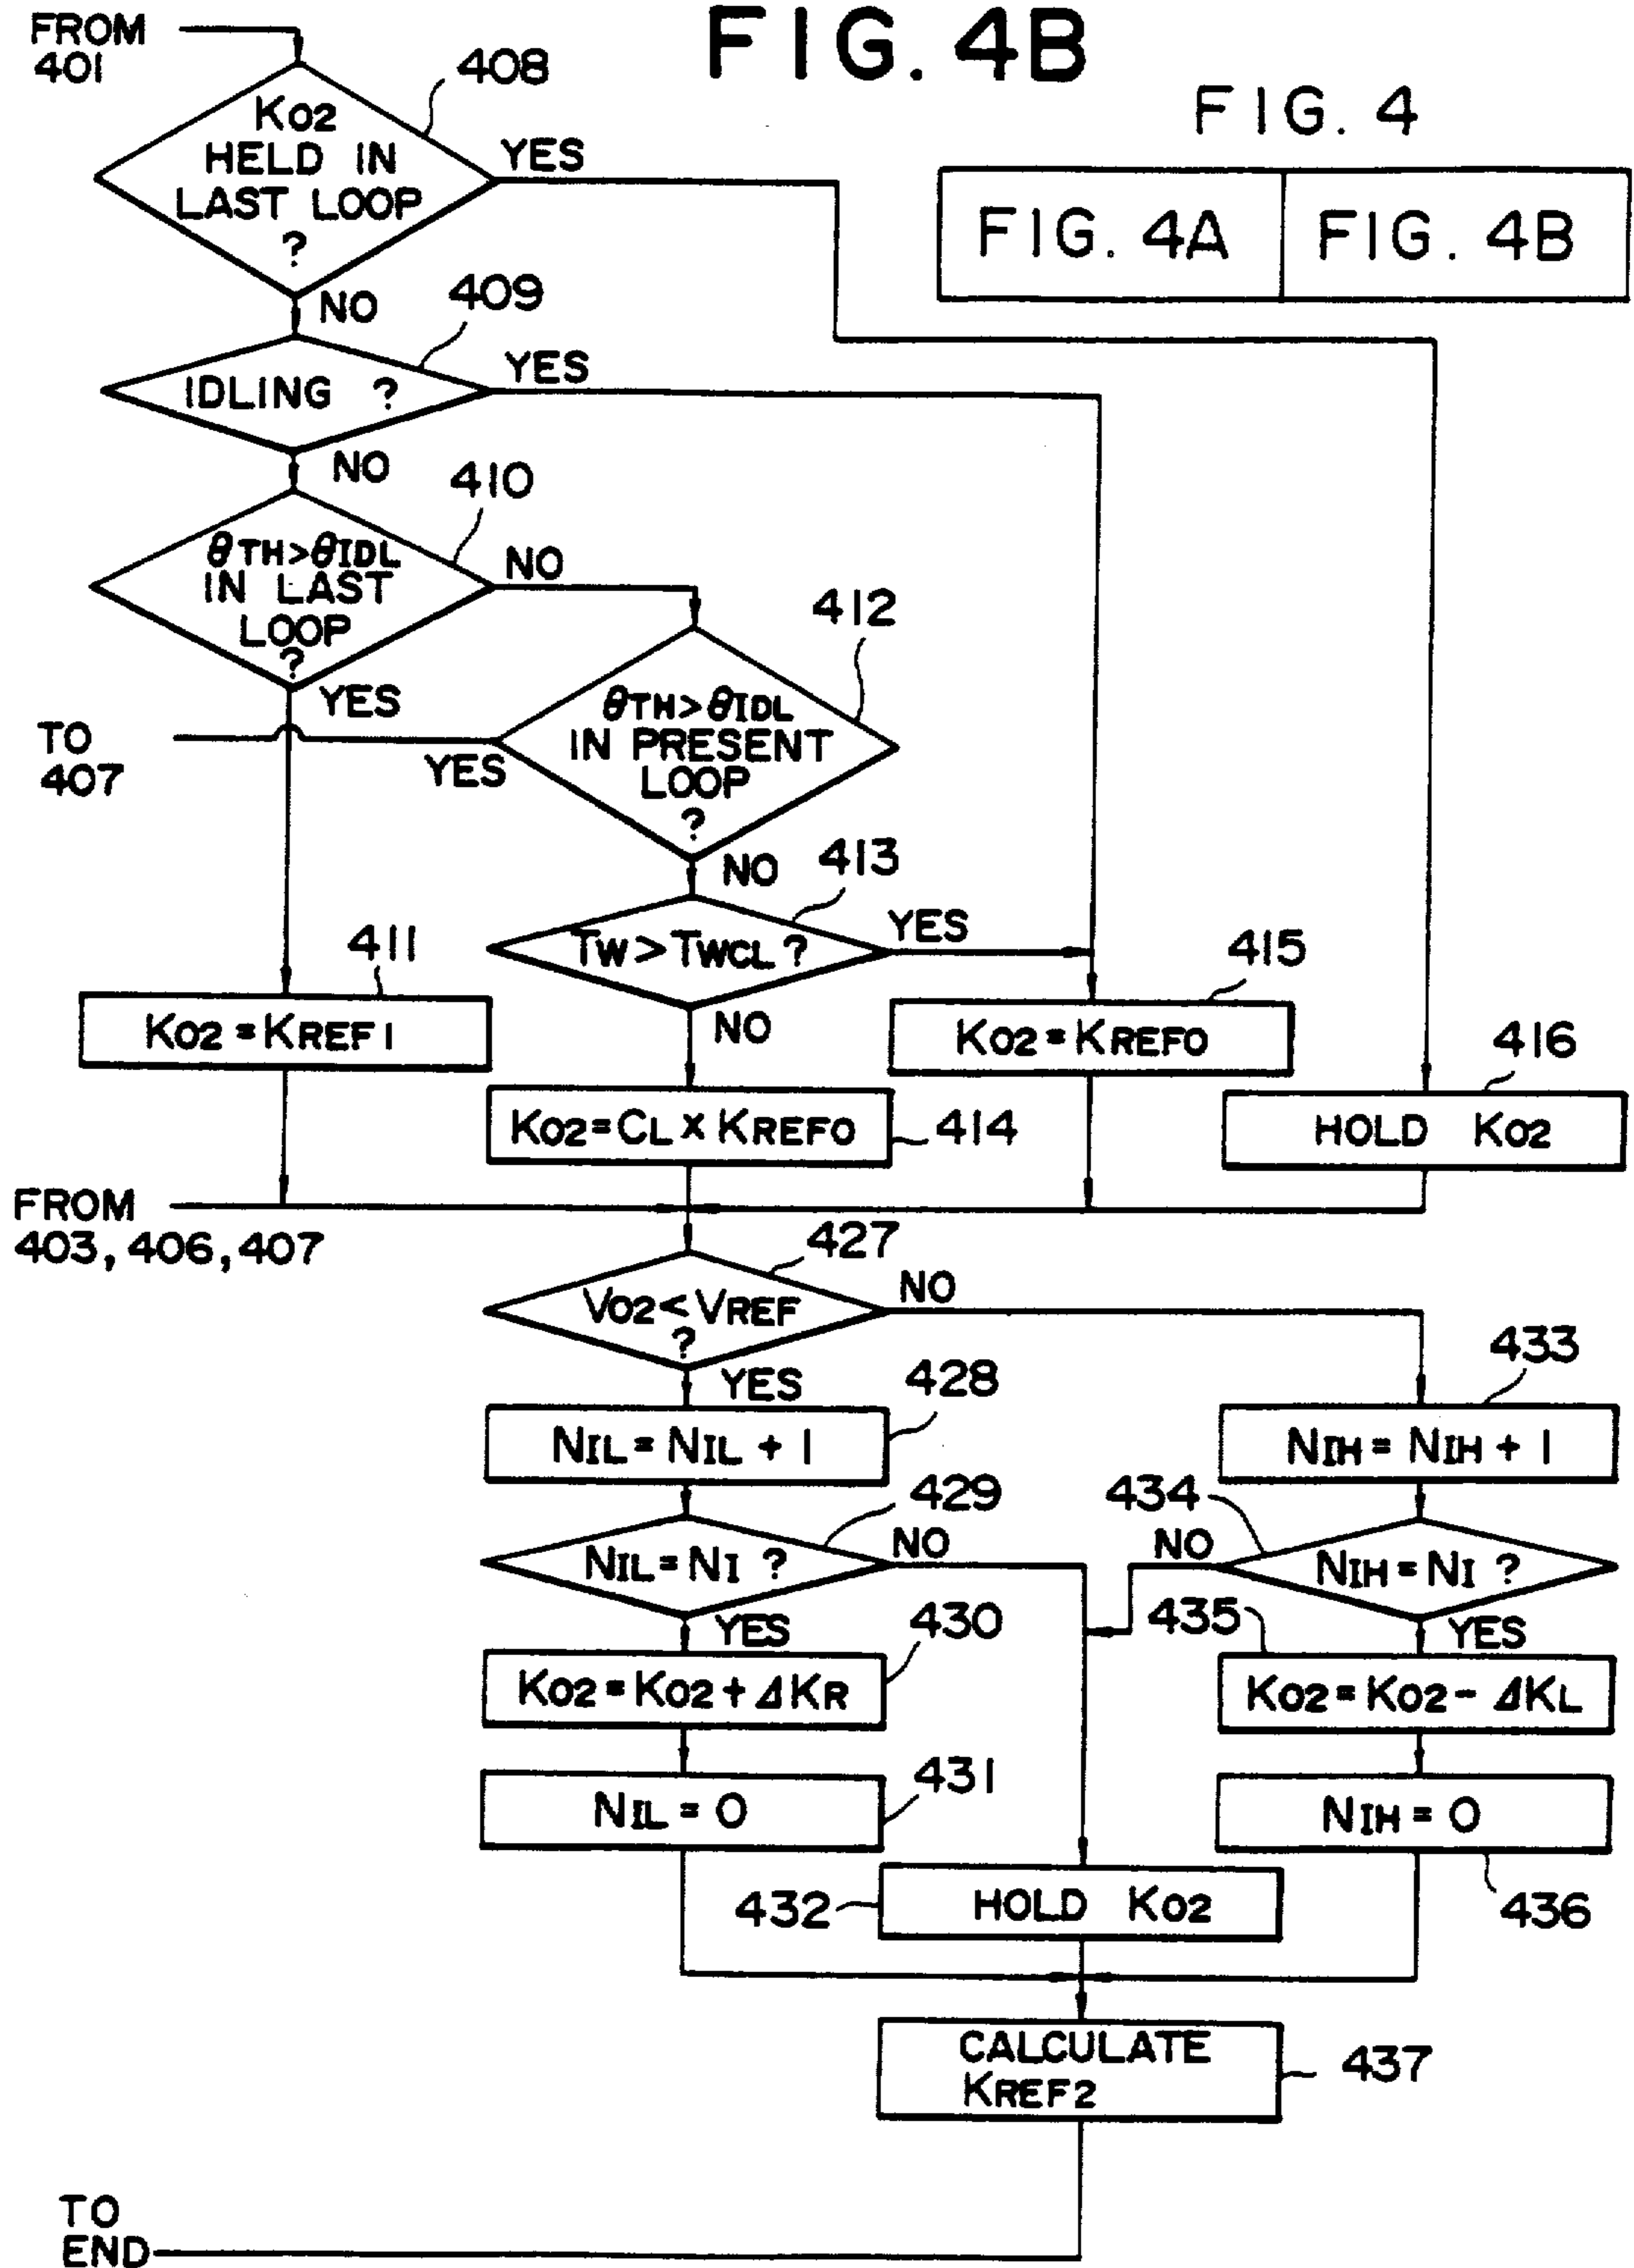 FIG. 4B
FROM
401
408
KO2
HELD IN
LAST LOOP
?
YES
NO
FIG. 4
FIG. 4A
FIG. 4B
409
IDLING ?
YES
NO
410
θTH>θIDL
IN LAST
LOOP
?
NO
YES
412
θTH>θIDL
IN PRESENT
LOOP
?
YES
NO
TO
407
413
TW>TWCL?
YES
NO
411
KO2=KREF1
415
KO2=KREF0
416
HOLD KO2
KO2=CL×KREF0
414
FROM
403, 406, 407
427
VO2<VREF
?
NO
YES
428
NIL=NIL+1
433
NIH=NIH+1
429
NIL=NI ?
NO
YES
434
NIH=NI ?
NO
YES
430
KO2=KO2+ΔKR
435
KO2=KO2-ΔKL
431
NIL=0
NIH=0
436
432
HOLD KO2
CALCULATE
KREF2
437
TO
END